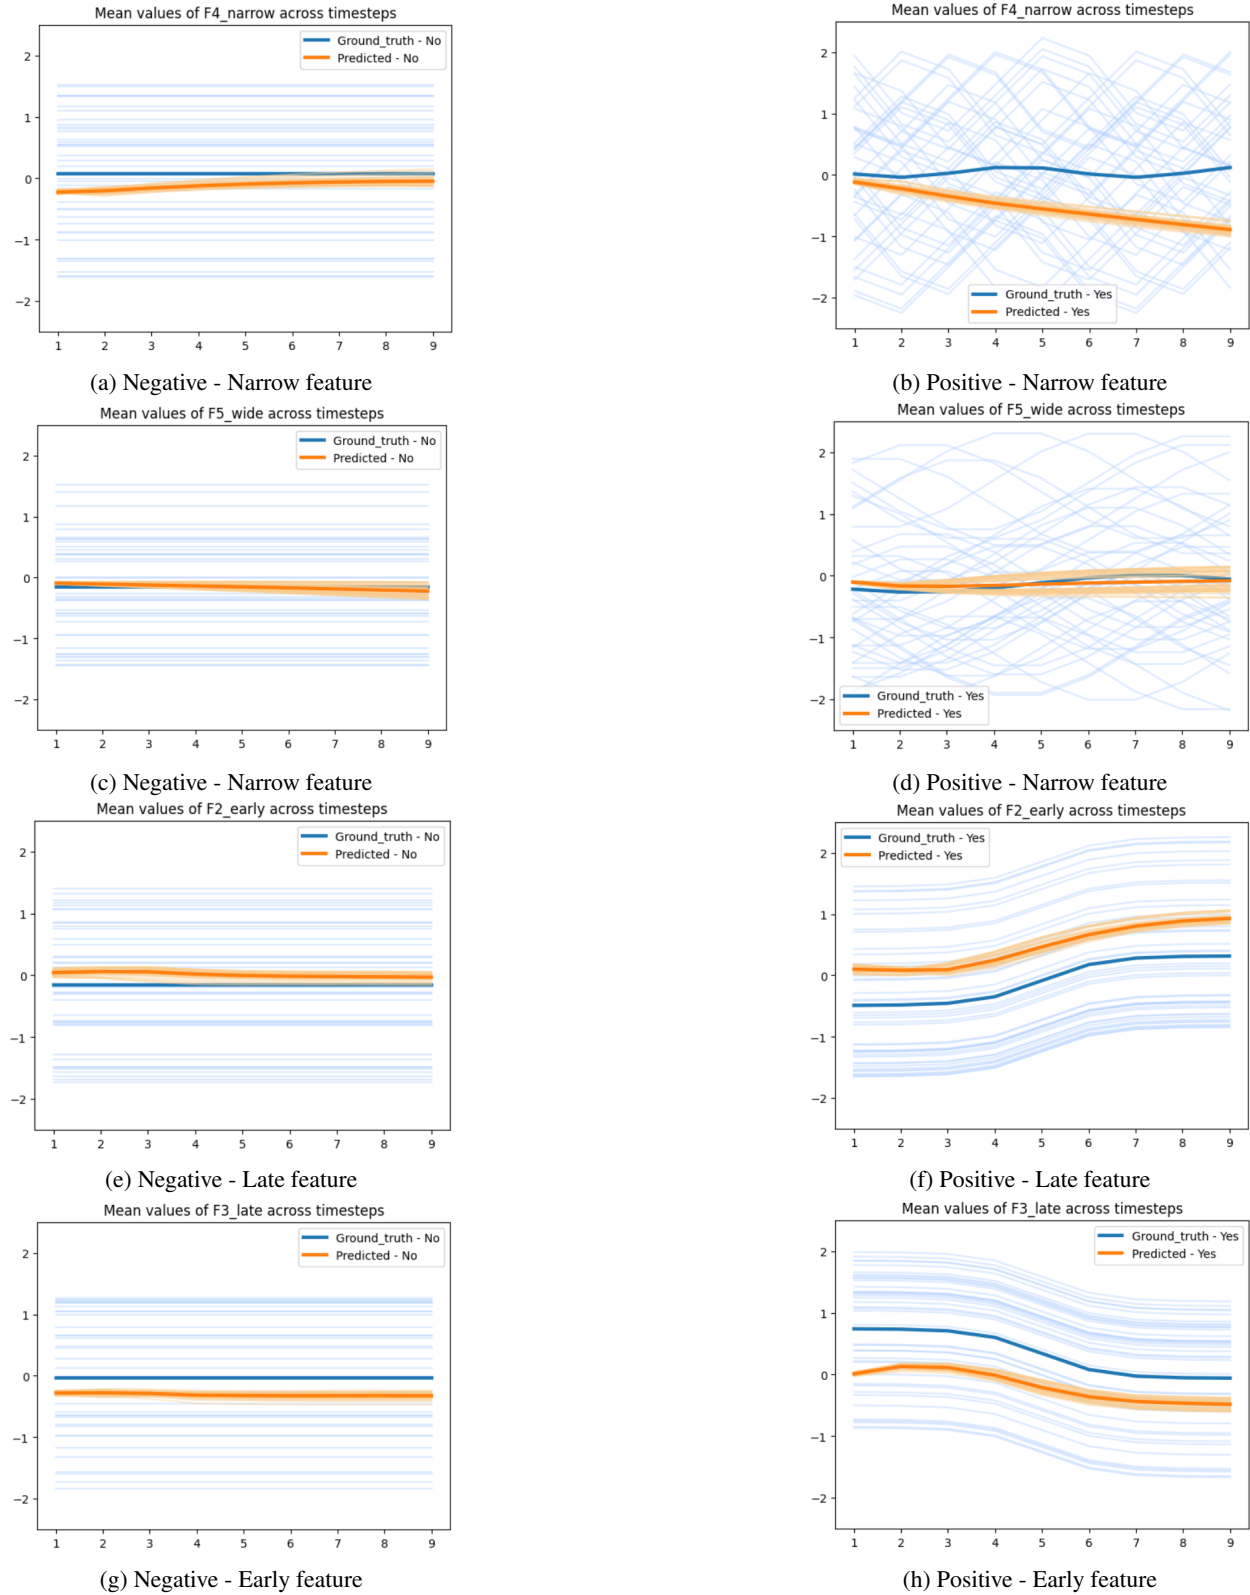 Mean values of F4_narrow across timesteps
Ground_truth - No
Predicted - No
2
1
0
−1
−2
1 2 3 4 5 6 7 8 9
(a) Negative - Narrow feature
Mean values of F4_narrow across timesteps
2
1
0
−1
−2
Ground_truth - Yes
Predicted - Yes
1 2 3 4 5 6 7 8 9
(b) Positive - Narrow feature
Mean values of F5_wide across timesteps
Ground_truth - No
Predicted - No
2
1
0
−1
−2
1 2 3 4 5 6 7 8 9
(c) Negative - Narrow feature
Mean values of F5_wide across timesteps
2
1
0
−1
−2
Ground_truth - Yes
Predicted - Yes
1 2 3 4 5 6 7 8 9
(d) Positive - Narrow feature
Mean values of F2_early across timesteps
Ground_truth - No
Predicted - No
2
1
0
−1
−2
1 2 3 4 5 6 7 8 9
(e) Negative - Late feature
Mean values of F2_early across timesteps
Ground_truth - Yes
Predicted - Yes
2
1
0
−1
−2
1 2 3 4 5 6 7 8 9
(f) Positive - Late feature
Mean values of F3_late across timesteps
Ground_truth - No
Predicted - No
2
1
0
−1
−2
1 2 3 4 5 6 7 8 9
(g) Negative - Early feature
Mean values of F3_late across timesteps
Ground_truth - Yes
Predicted - Yes
2
1
0
−1
−2
1 2 3 4 5 6 7 8 9
(h) Positive - Early feature